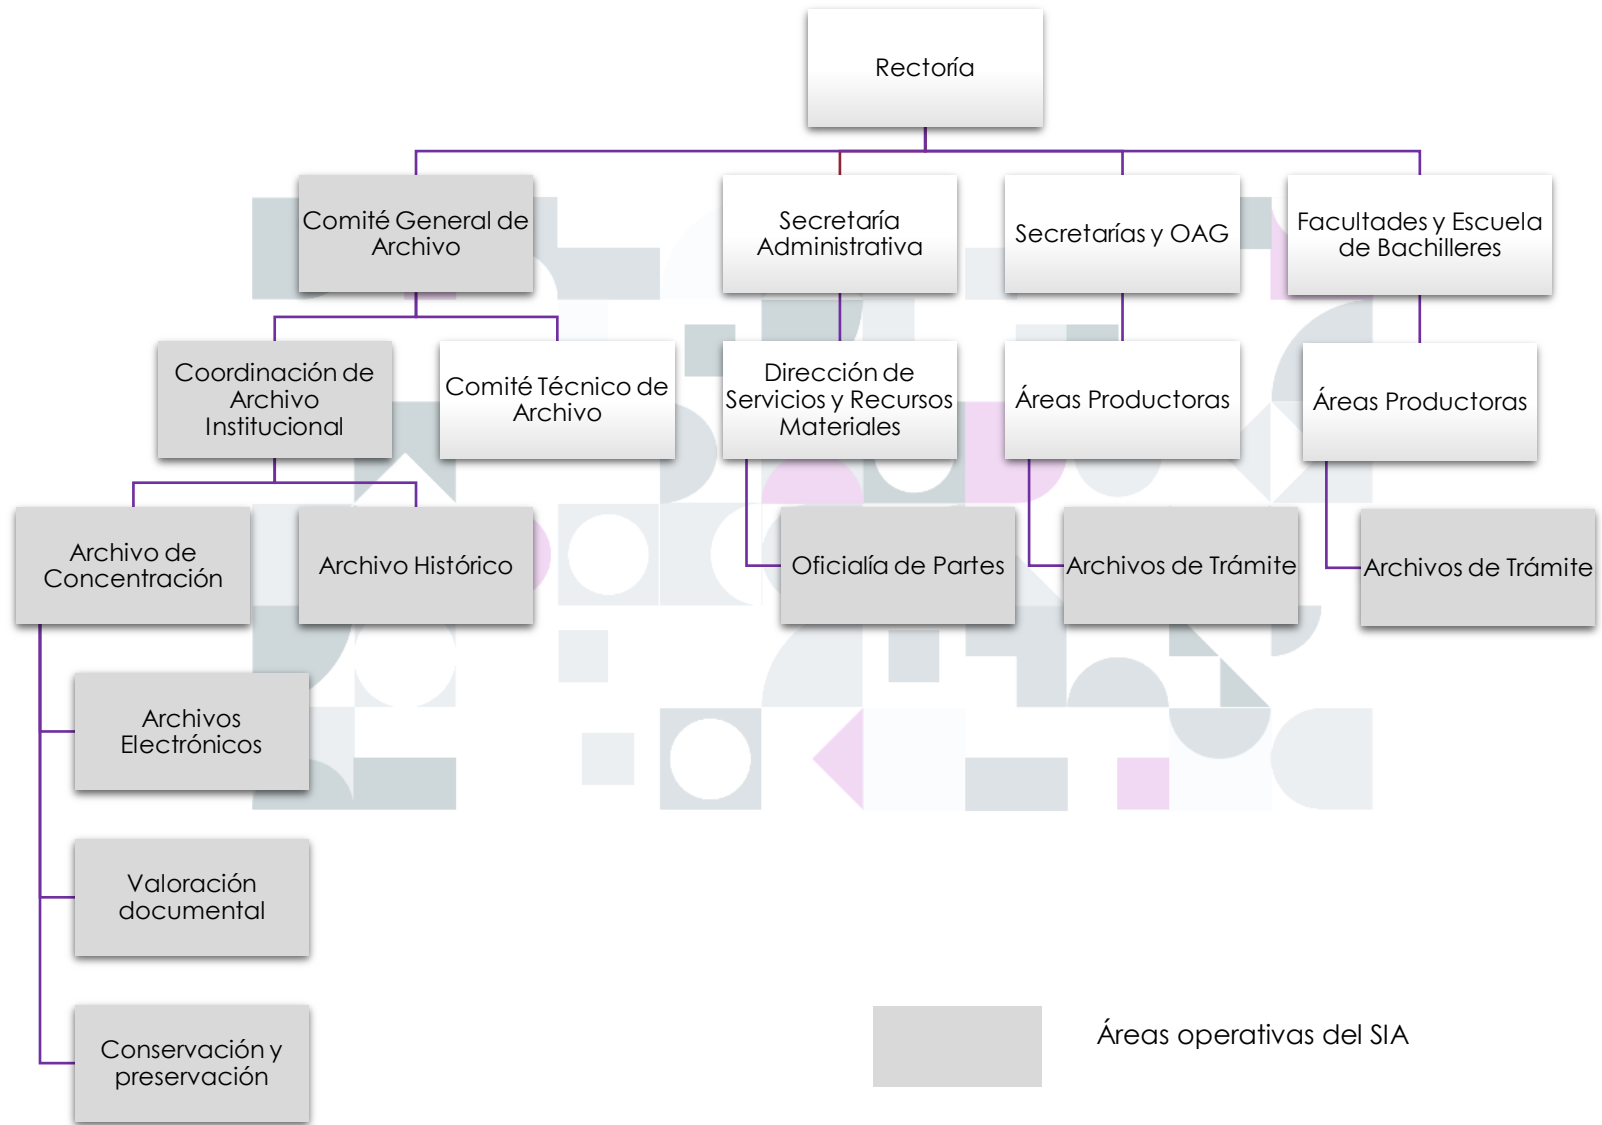 Rectoría
Comité General de
Archivo
Secretaría
Administrativa
Secretarías y OAG
Facultades y Escuela
de Bachilleres
Coordinación de
Archivo
Institucional
Comité Técnico de
Archivo
Dirección de
Servicios y Recursos
Materiales
Áreas Productoras
Áreas Productoras
Archivo de
Concentración
Archivo Histórico
Oficialía de Partes
Archivos de Trámite
Archivos de Trámite
Archivos
Electrónicos
Valoración
documental
Conservación y
preservación
Áreas operativas del SIA